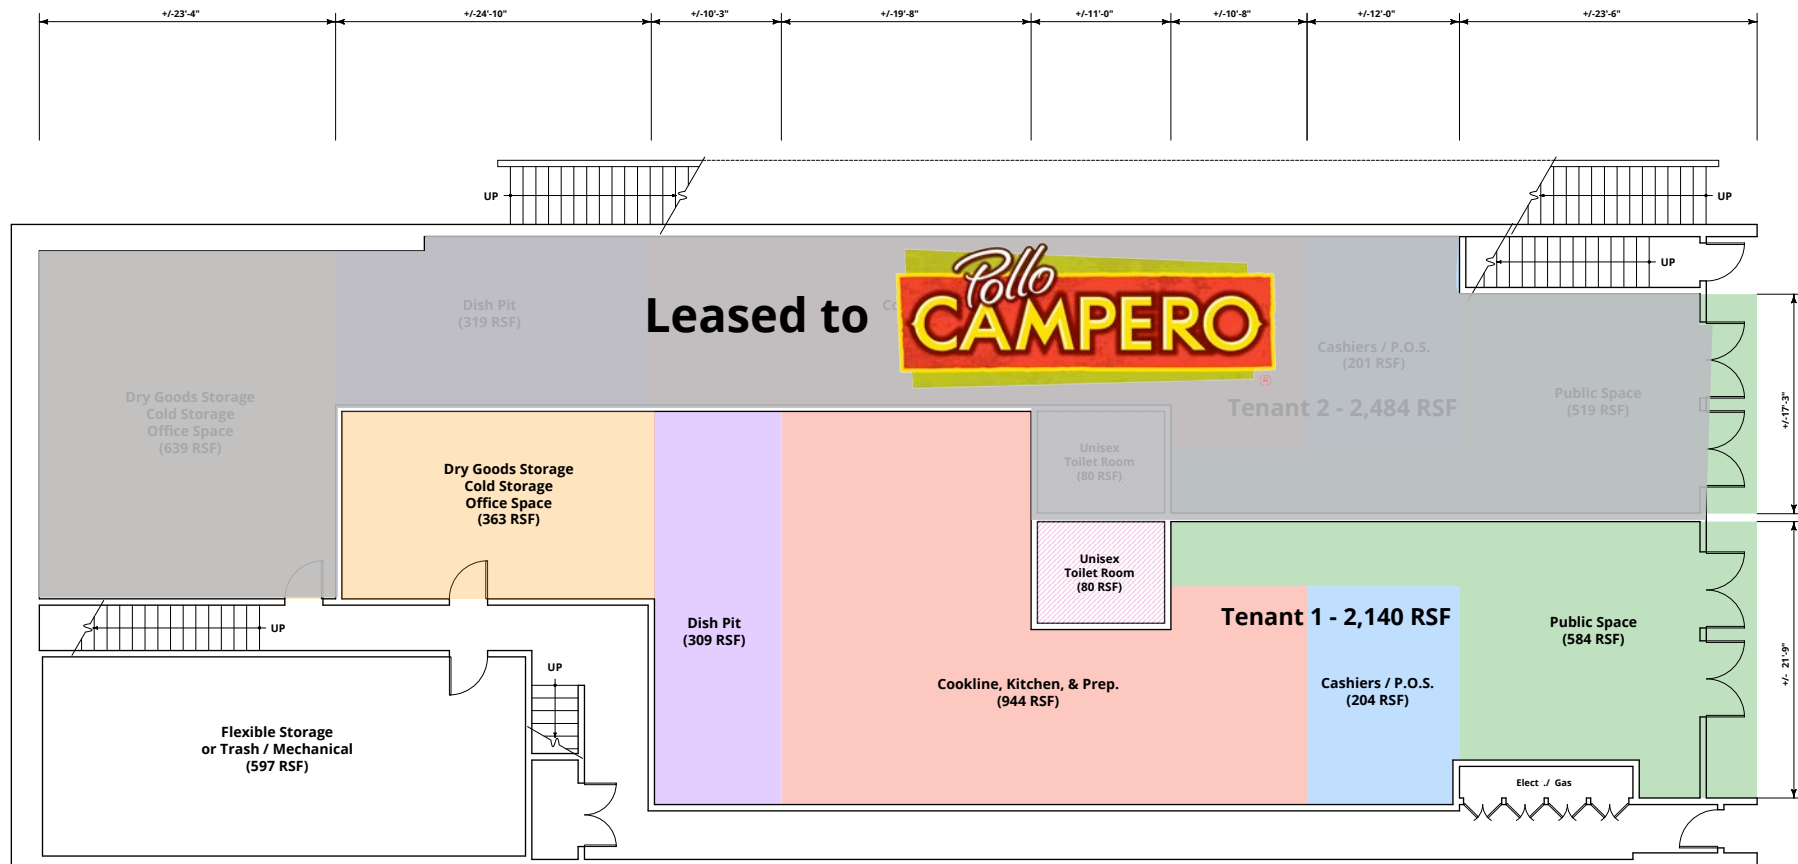 +/-23'-4" +/-24'-10" +/-10'-3" +/-19'-8" +/-11'-0" +/-10'-8" +/-12'-0" +/-23'-6"
UP
UP
UP
Leased to
Pollo
CAMPERO
®
Dish Pit
(319 RSF)
Co
Cashiers / P.O.S.
(201 RSF)
Dry Goods Storage
Cold Storage
Office Space
(639 RSF)
Public Space
(519 RSF)
Tenant 2 - 2,484 RSF
+/-17'-3"
Unisex
Toilet Room
(80 RSF)
Dry Goods Storage
Cold Storage
Office Space
(363 RSF)
Unisex
Toilet Room
(80 RSF)
Tenant 1 - 2,140 RSF
UP
Dish Pit
(309 RSF)
Public Space
(584 RSF)
+/- 21'-9"
UP
Cookline, Kitchen, & Prep.
(944 RSF)
Cashiers / P.O.S.
(204 RSF)
Flexible Storage
or Trash / Mechanical
(597 RSF)
Elect ./ Gas